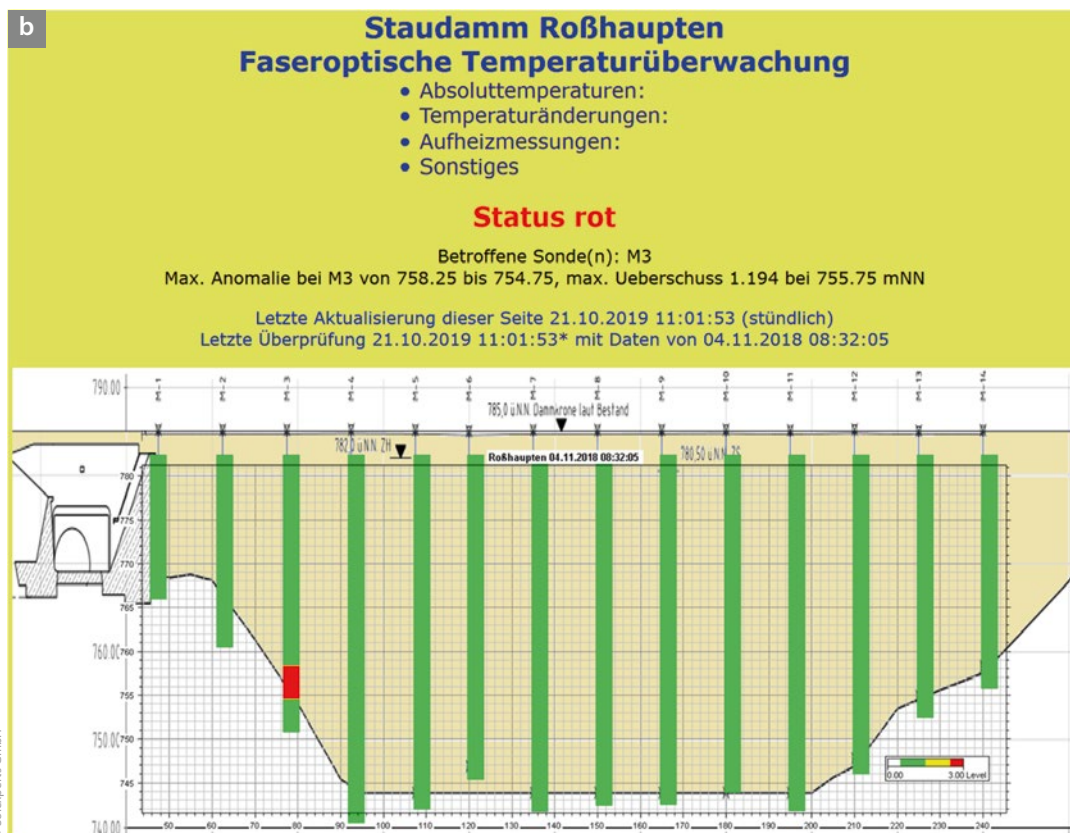 b
Staudamm Roßhaupten
Faseroptische Temperaturüberwachung
• Absoluttemperaturen:
• Temperaturänderungen:
• Aufheizmessungen:
• Sonstiges
Status rot
Betroffene Sonde(n): M3
Max. Anomalie bei M3 von 758.25 bis 754.75, max. Ueberschuss 1.194 bei 755.75 mNN
Letzte Aktualisierung dieser Seite 21.10.2019 11:01:53 (stündlich)
Letzte Überprüfung 21.10.2019 11:01:53* mit Daten von 04.11.2018 08:32:05
M-1 M-2 M-3 M-4 M-5 M-6 M-7 M-8 M-9 M-10 M-11 M-12 M-13 M-14
790.00
785,0 ü.N.N. Dammkrone laut Bestand
782,0 ü.N.N. ZH
Roßhaupten 04.11.2018 08:32:05
780,50 ü.N.N. ZS
780
775
770
765
760.00
755
750.00
745
740.00
0.00 3.00 Level
50 60 70 80 90 100 110 120 130 140 150 160 170 180 190 200 210 220 230 240